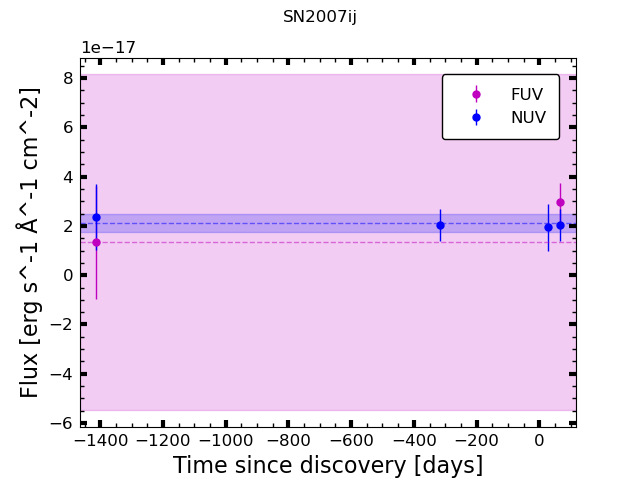 SN2007ij
1e−17
FUV
NUV
8
6
4
2
0
−2
−4
−6
−1400 −1200 −1000 −800 −600 −400 −200 0
Time since discovery [days]
Flux [erg s^-1 Å^-1 cm^-2]